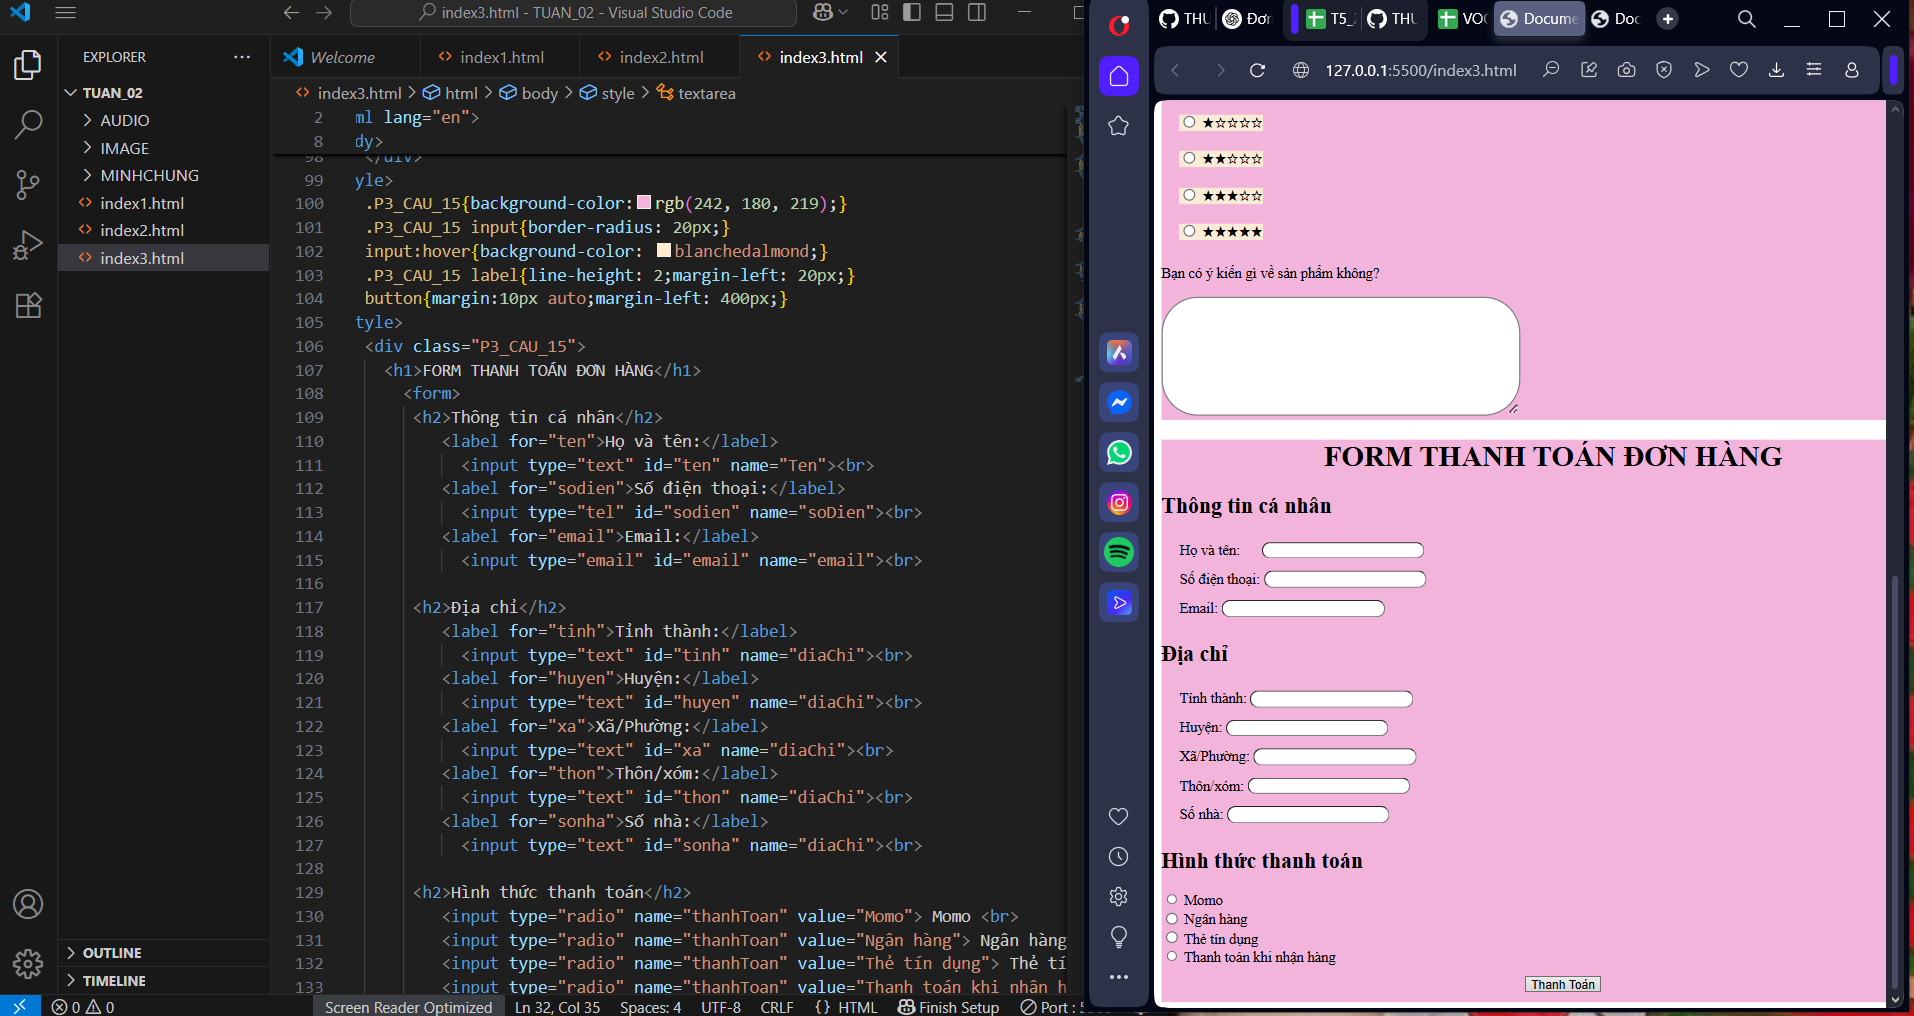 index3.html - TUAN_02 - Visual Studio Code
EXPLORER
TUAN_02
AUDIO
IMAGE
MINHCHUNG
index1.html
index2.html
index3.html
OUTLINE
TIMELINE
Welcome
index1.html
index2.html
index3.html
index3.html > html > body > style > textarea
2 ml lang="en">
8 dy>
98 </div>
99 yle>
100 .P3_CAU_15{background-color: rgb(242, 180, 219);}
101 .P3_CAU_15 input{border-radius: 20px;}
102 input:hover{background-color: blanchedalmond;}
103 .P3_CAU_15 label{line-height: 2;margin-left: 20px;}
104 button{margin:10px auto;margin-left: 400px;}
105 tyle>
106 <div class="P3_CAU_15">
107 <h1>FORM THANH TOÁN ĐƠN HÀNG</h1>
108 <form>
109 <h2>Thông tin cá nhân</h2>
110 <label for="ten">Họ và tên:</label>
111 <input type="text" id="ten" name="Ten"><br>
112 <label for="sodien">Số điện thoại:</label>
113 <input type="tel" id="sodien" name="soDien"><br>
114 <label for="email">Email:</label>
115 <input type="email" id="email" name="email"><br>
116
117 <h2>Địa chỉ</h2>
118 <label for="tinh">Tỉnh thành:</label>
119 <input type="text" id="tinh" name="diaChi"><br>
120 <label for="huyen">Huyện:</label>
121 <input type="text" id="huyen" name="diaChi"><br>
122 <label for="xa">Xã/Phường:</label>
123 <input type="text" id="xa" name="diaChi"><br>
124 <label for="thon">Thôn/xóm:</label>
125 <input type="text" id="thon" name="diaChi"><br>
126 <label for="sonha">Số nhà:</label>
127 <input type="text" id="sonha" name="diaChi"><br>
128
129 <h2>Hình thức thanh toán</h2>
130 <input type="radio" name="thanhToan" value="Momo"> Momo <br>
131 <input type="radio" name="thanhToan" value="Ngân hàng"> Ngân hàng
132 <input type="radio" name="thanhToan" value="Thẻ tín dụng"> Thẻ tí
133 <input type="radio" name="thanhToan" value="Thanh toán khi nhận h
0 0
Screen Reader Optimized Ln 32, Col 35 Spaces: 4 UTF-8 CRLF {} HTML Finish Setup Port : 5
THU Đơn T5_ THU VOC Docume Doc
127.0.0.1:5500/index3.html
★☆☆☆☆
★★☆☆☆
★★★☆☆
★★★★★
Bạn có ý kiến gì về sản phẩm không?
FORM THANH TOÁN ĐƠN HÀNG
Thông tin cá nhân
Họ và tên:
Số điện thoại:
Email:
Địa chỉ
Tỉnh thành:
Huyện:
Xã/Phường:
Thôn/xóm:
Số nhà:
Hình thức thanh toán
Momo
Ngân hàng
Thẻ tín dụng
Thanh toán khi nhận hàng
Thanh Toán